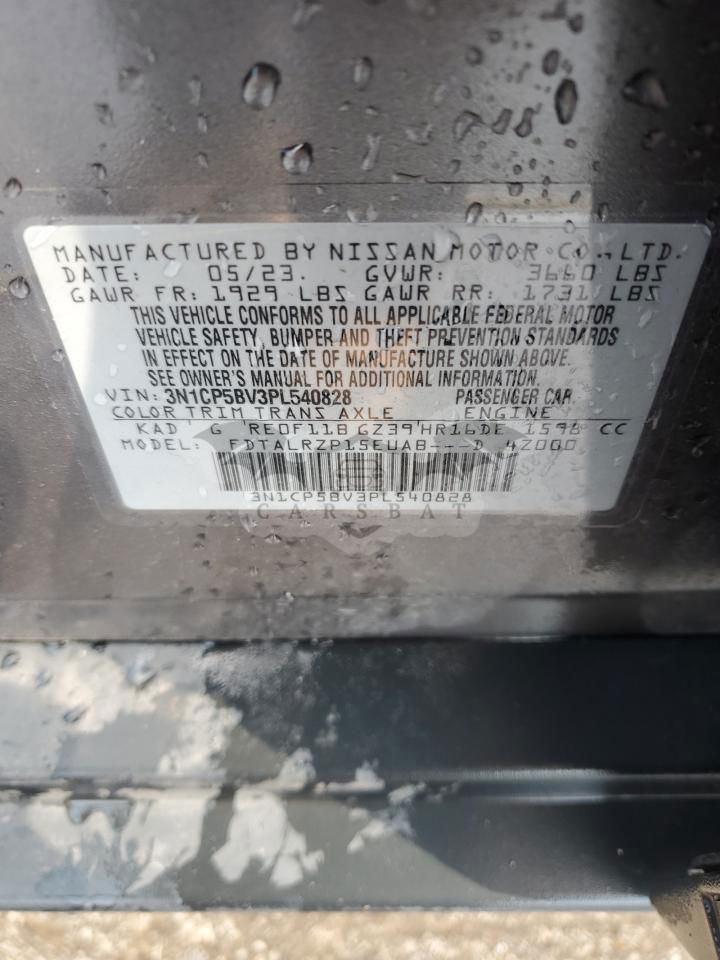 MANUFACTURED BY NISSAN MOTOR CO., LTD.
DATE: 05/23. GVWR: 3660 LBS
GAWR FR: 1929 LBS GAWR RR: 1731 LBS
THIS VEHICLE CONFORMS TO ALL APPLICABLE FEDERAL MOTOR
VEHICLE SAFETY, BUMPER AND THEFT PREVENTION STANDARDS
IN EFFECT ON THE DATE OF MANUFACTURE SHOWN ABOVE.
SEE OWNER'S MANUAL FOR ADDITIONAL INFORMATION.
VIN: 3N1CP5BV3PL540828 PASSENGER CAR
COLOR TRIM TRANS AXLE ENGINE
KAD G RE0F11B GZ39 HR16DE 1598 CC
MODEL: FDTALRZP15EUAB---D 4Z000
3N1CP5BV3PL540828
CARSBAT